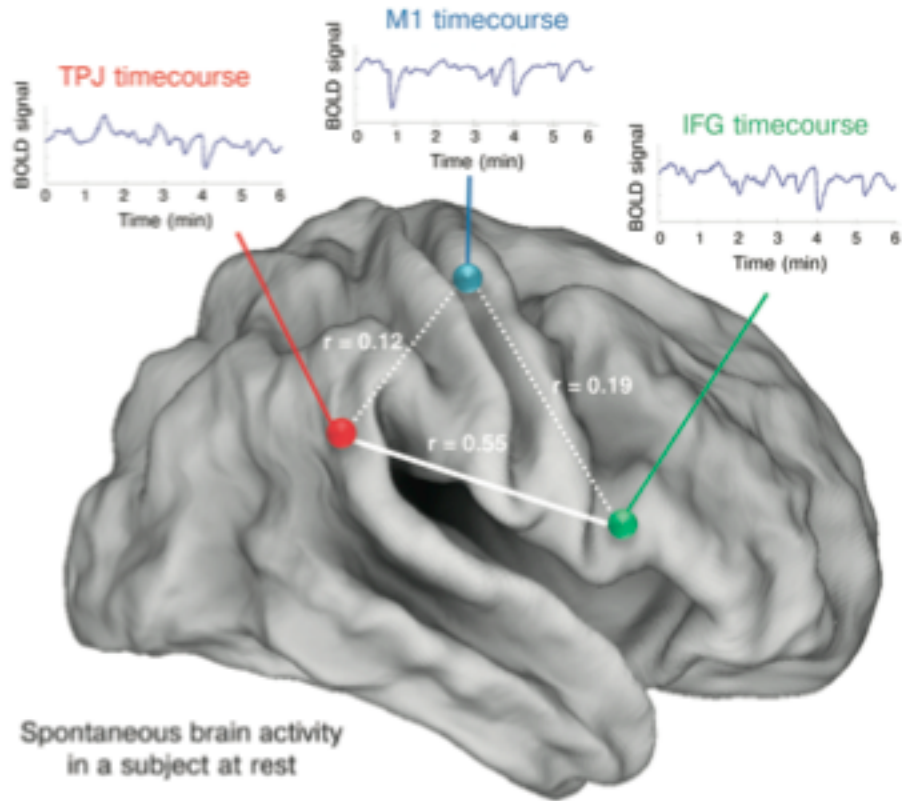 M1 timecourse
BOLD signal
0 1 2 3 4 5 6
Time (min)
TPJ timecourse
BOLD signal
0 1 2 3 4 5 6
Time (min)
IFG timecourse
BOLD signal
0 1 2 3 4 5 6
Time (min)
r = 0.12
r = 0.19
r = 0.55
Spontaneous brain activity
in a subject at rest